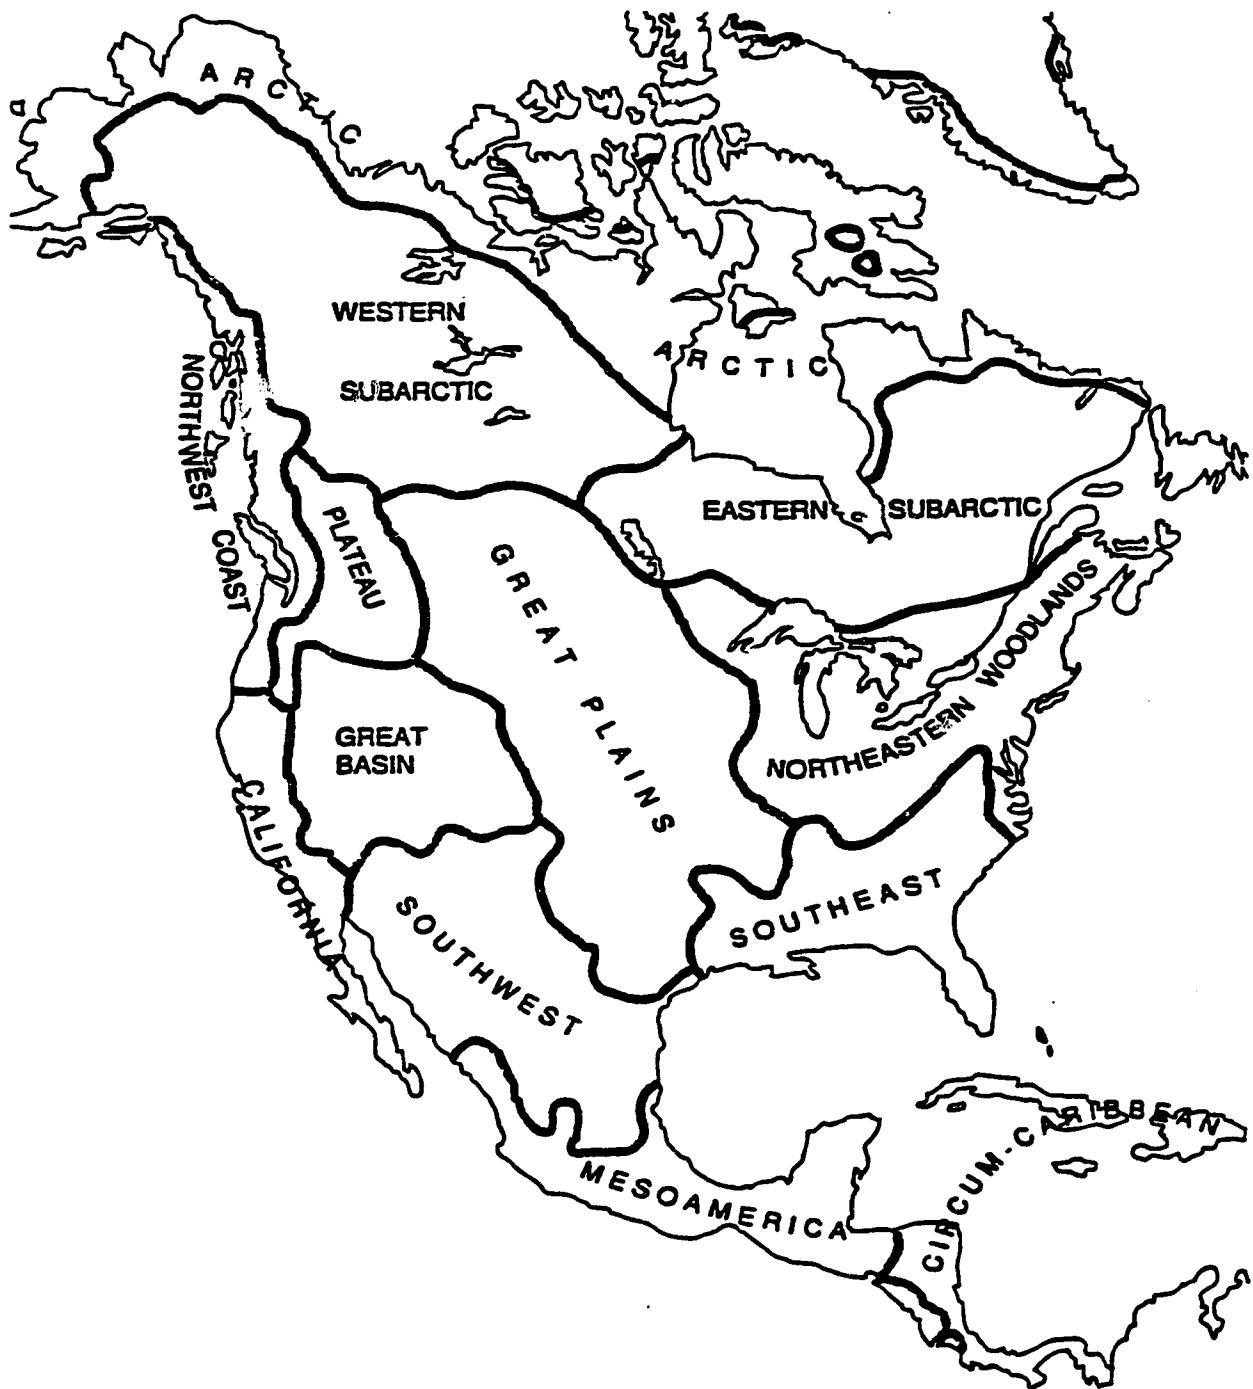 ARCTIC
WESTERN
SUBARCTIC
ARCTIC
NORTHWEST
COAST
PLATEAU
EASTERN SUBARCTIC
GREAT PLAINS
NORTHEASTERN WOODLANDS
GREAT
BASIN
CALIFORNIA
SOUTHWEST
SOUTHEAST
MESOAMERICA
CIRCUM-CARIBBEAN